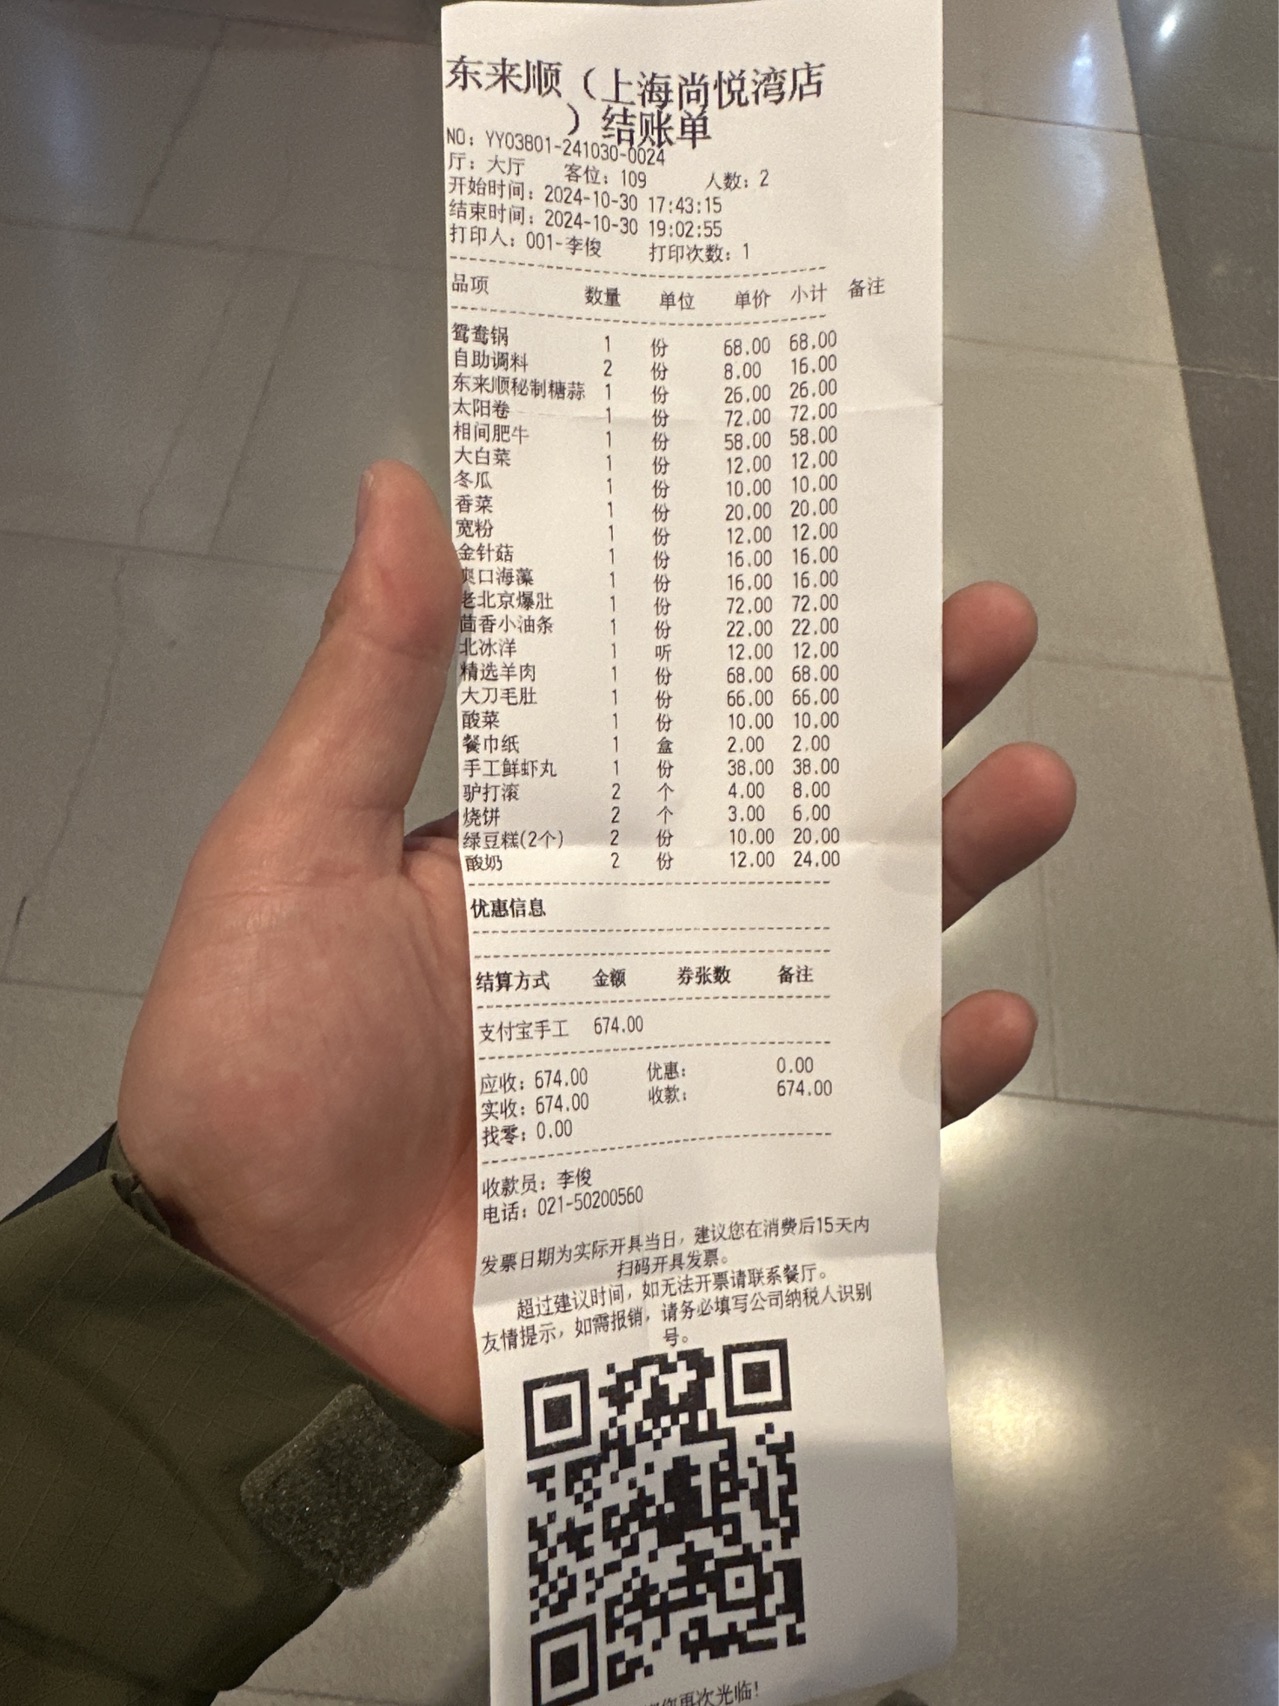 东来顺（上海尚悦湾店
）结账单
NO：YY03801-241030-0024
厅：大厅 客位：109 人数：2
开始时间：2024-10-30 17:43:15
结束时间：2024-10-30 19:02:55
打印人：001-李俊 打印次数：1
品项 数量 单位 单价 小计 备注
鸳鸯锅 1 份 68.00 68.00
自助调料 2 份 8.00 16.00
东来顺秘制糖蒜 1 份 26.00 26.00
太阳卷 1 份 72.00 72.00
相间肥牛 1 份 58.00 58.00
大白菜 1 份 12.00 12.00
冬瓜 1 份 10.00 10.00
香菜 1 份 20.00 20.00
宽粉 1 份 12.00 12.00
金针菇 1 份 16.00 16.00
爽口海藻 1 份 16.00 16.00
老北京爆肚 1 份 72.00 72.00
茴香小油条 1 份 22.00 22.00
北冰洋 1 听 12.00 12.00
精选羊肉 1 份 68.00 68.00
大刀毛肚 1 份 66.00 66.00
酸菜 1 份 10.00 10.00
餐巾纸 1 盒 2.00 2.00
手工鲜虾丸 1 份 38.00 38.00
驴打滚 2 个 4.00 8.00
烧饼 2 个 3.00 6.00
绿豆糕(2个) 2 份 10.00 20.00
酸奶 2 份 12.00 24.00
优惠信息
结算方式 金额 券张数 备注
支付宝手工 674.00
应收：674.00 优惠： 0.00
实收：674.00 收款： 674.00
找零：0.00
收款员：李俊
电话：021-50200560
发票日期为实际开具当日，建议您在消费后15天内
扫码开具发票。
超过建议时间，如无法开票请联系餐厅。
友情提示，如需报销，请务必填写公司纳税人识别
号。
您再次光临！